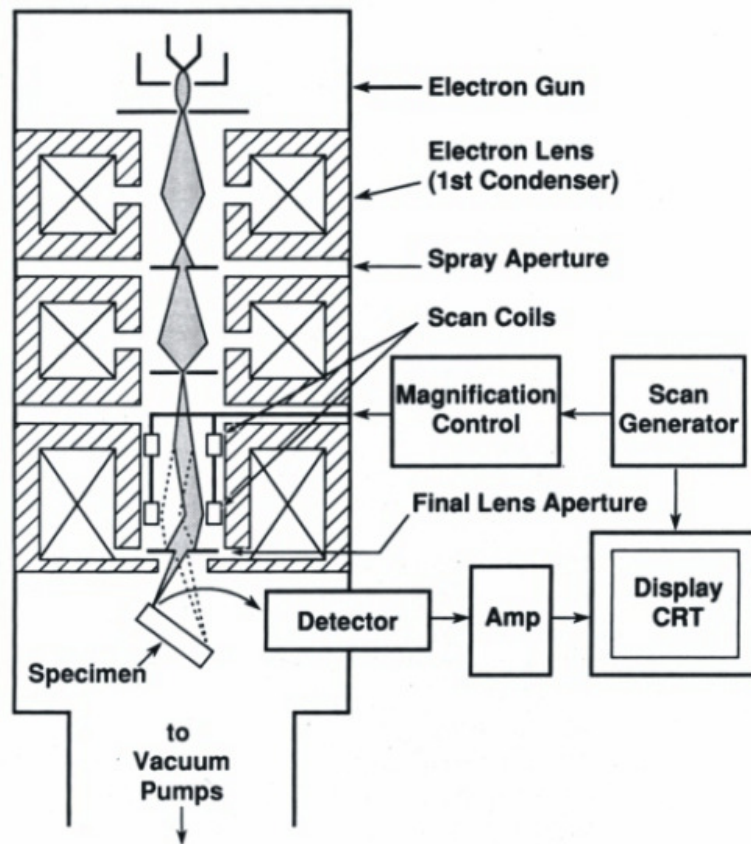 Electron Gun
Electron Lens
(1st Condenser)
Spray Aperture
Scan Coils
Magnification
Control
Scan
Generator
Final Lens Aperture
Display
CRT
Detector
Amp
Specimen
to
Vacuum
Pumps